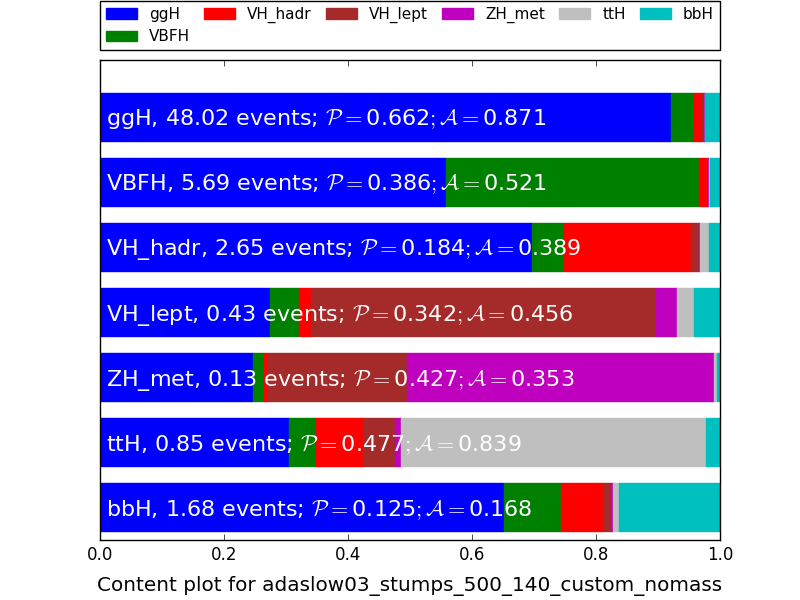 ggH VH_hadr VH_lept ZH_met ttH bbH
VBFH
ggH, 48.02 events; 𝒫 = 0.662; 𝒜 = 0.871
VBFH, 5.69 events; 𝒫 = 0.386; 𝒜 = 0.521
VH_hadr, 2.65 events; 𝒫 = 0.184; 𝒜 = 0.389
VH_lept, 0.43 events; 𝒫 = 0.342; 𝒜 = 0.456
ZH_met, 0.13 events; 𝒫 = 0.427; 𝒜 = 0.353
ttH, 0.85 events; 𝒫 = 0.477; 𝒜 = 0.839
bbH, 1.68 events; 𝒫 = 0.125; 𝒜 = 0.168
0.0 0.2 0.4 0.6 0.8 1.0
Content plot for adaslow03_stumps_500_140_custom_nomass